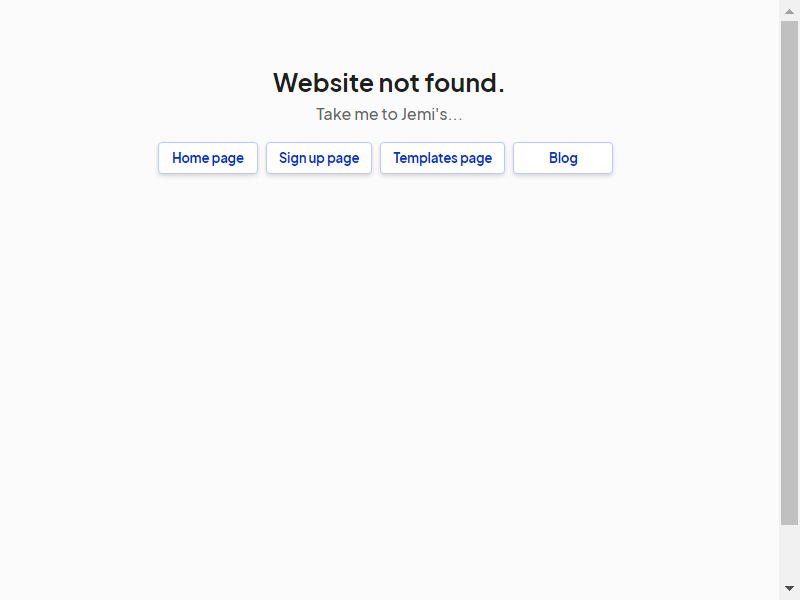 Website not found.
Take me to Jemi's...
Home page
Sign up page
Templates page
Blog